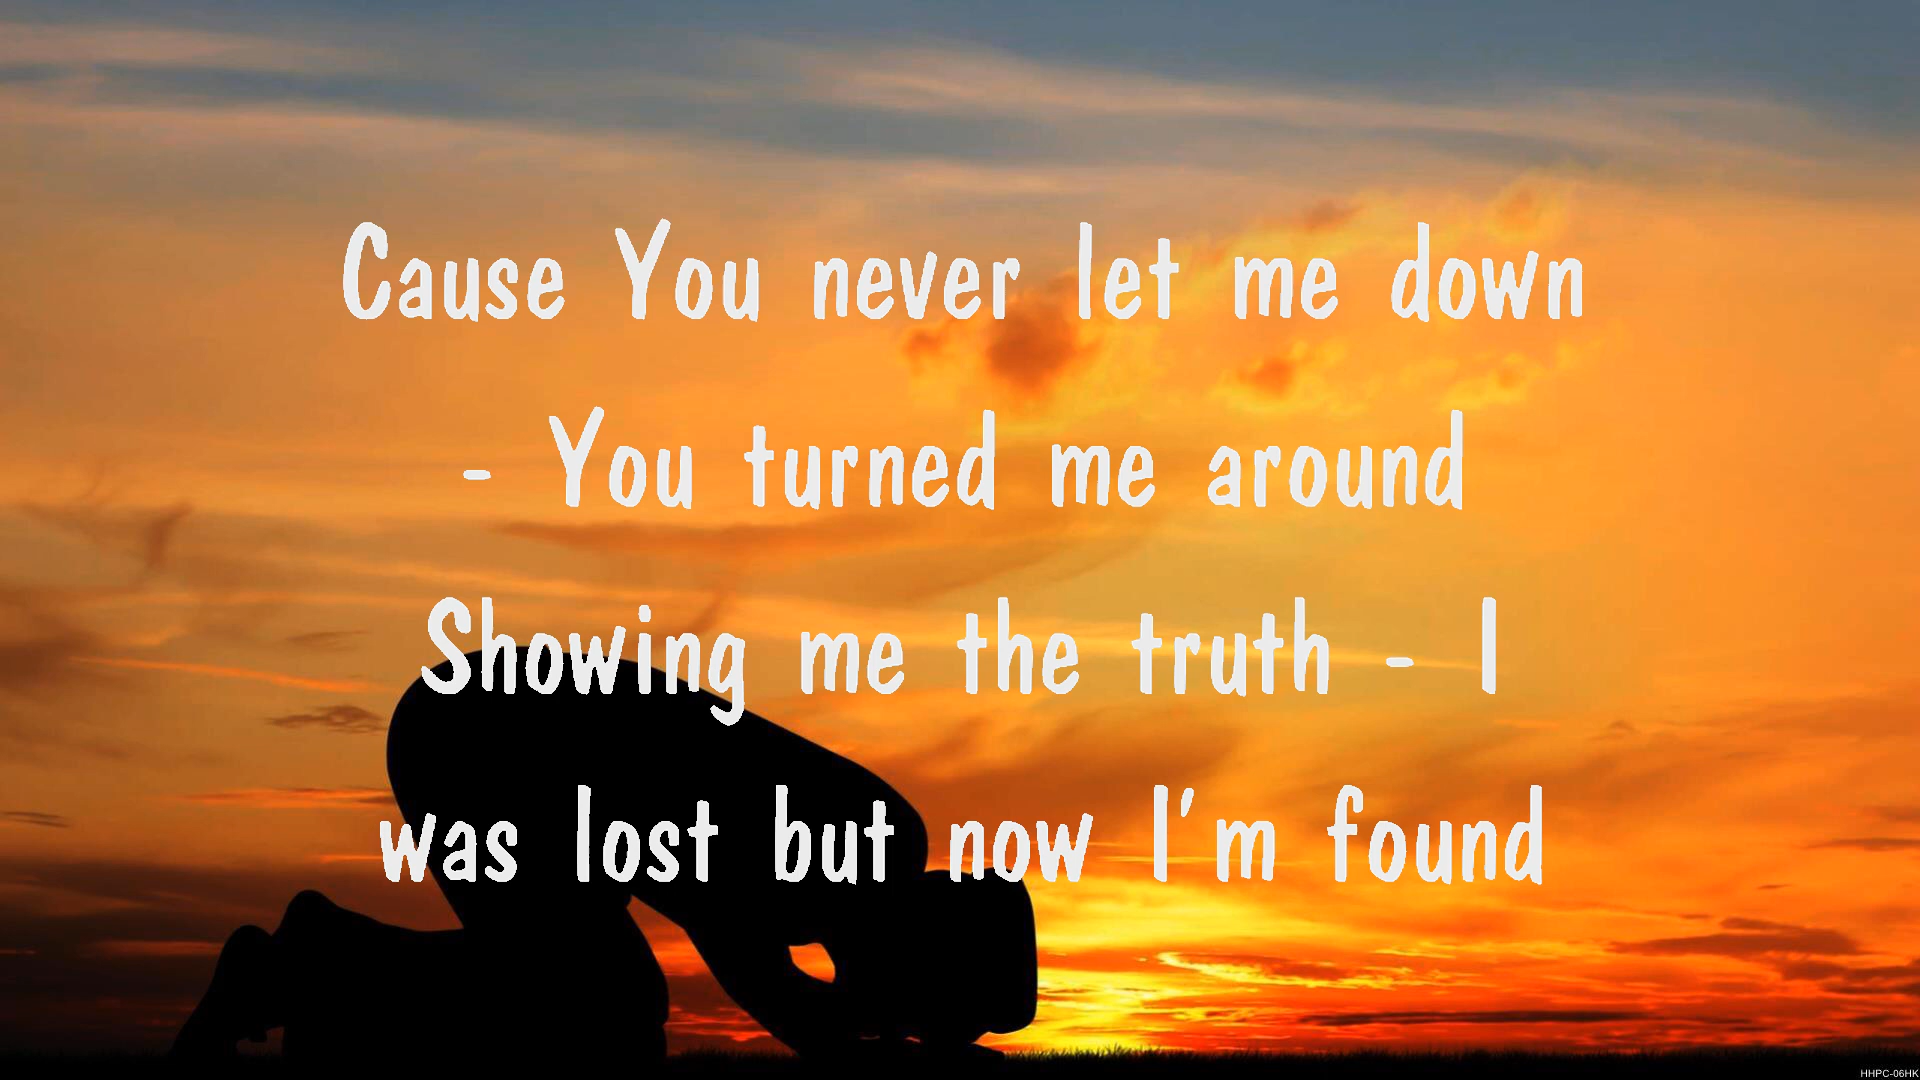 Cause You never let me down
- You turned me around
Showing me the truth - I
was lost but now I'm found
HHPC-06HK